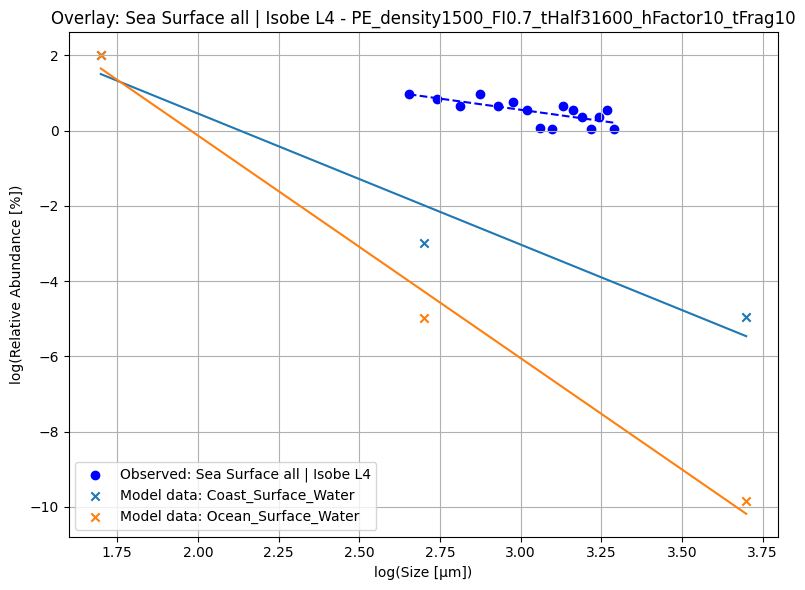 Overlay: Sea Surface all | Isobe L4 - PE_density1500_FI0.7_tHalf31600_hFactor10_tFrag10
log(Relative Abundance [%])
2
0
−2
−4
−6
−8
−10
Observed: Sea Surface all | Isobe L4
Model data: Coast_Surface_Water
Model data: Ocean_Surface_Water
1.75 2.00 2.25 2.50 2.75 3.00 3.25 3.50 3.75
log(Size [µm])